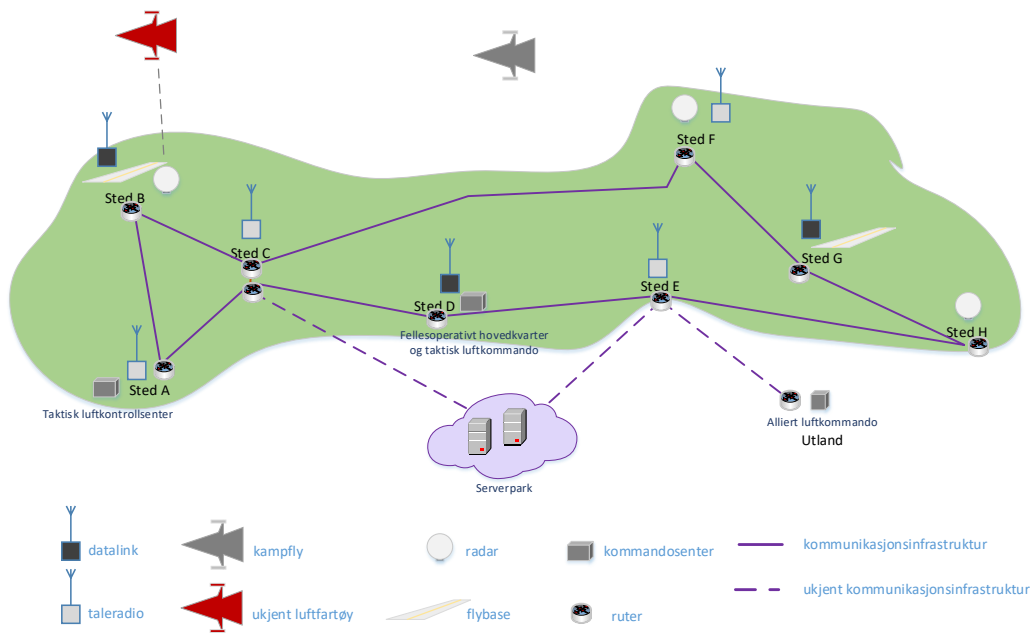 Sted F
Sted B
Sted C
Sted G
Sted E
Sted D
Sted H
Fellesoperativt hovedkvarter
og taktisk luftkommando
Sted A
Taktisk luftkontrollsenter
Alliert luftkommando
Utland
Serverpark
datalink
kampfly
radar
kommandosenter
kommunikasjonsinfrastruktur
taleradio
ukjent luftfartøy
flybase
ruter
ukjent kommunikasjonsinfrastruktur